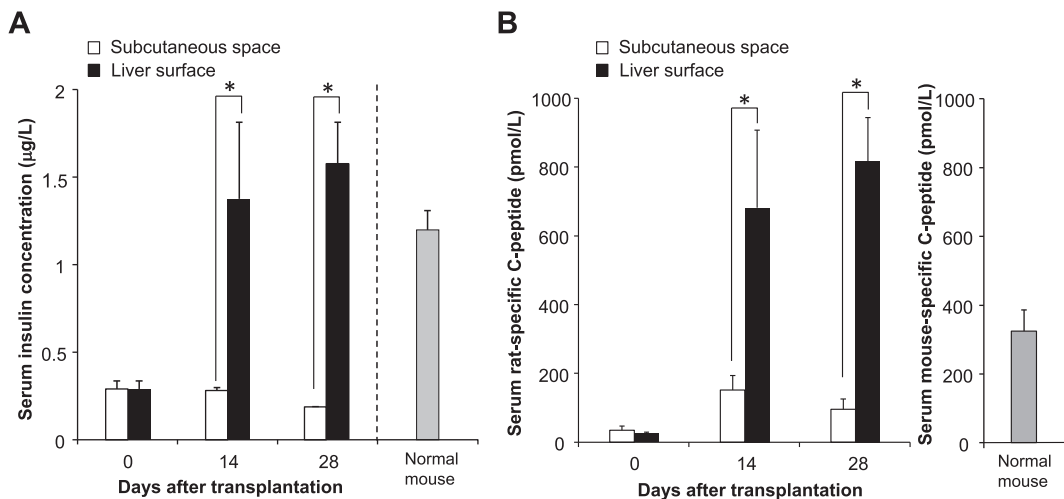 A
Subcutaneous space
Liver surface
Serum insulin concentration (μg/L)
2
1.5
1
0.5
0
*
*
0
14
28
Normal
mouse
Days after transplantation
B
Subcutaneous space
Liver surface
Serum rat-specific C-peptide (pmol/L)
1000
800
600
400
200
0
*
*
0
14
28
Days after transplantation
Serum mouse-specific C-peptide (pmol/L)
1000
800
600
400
200
0
Normal
mouse